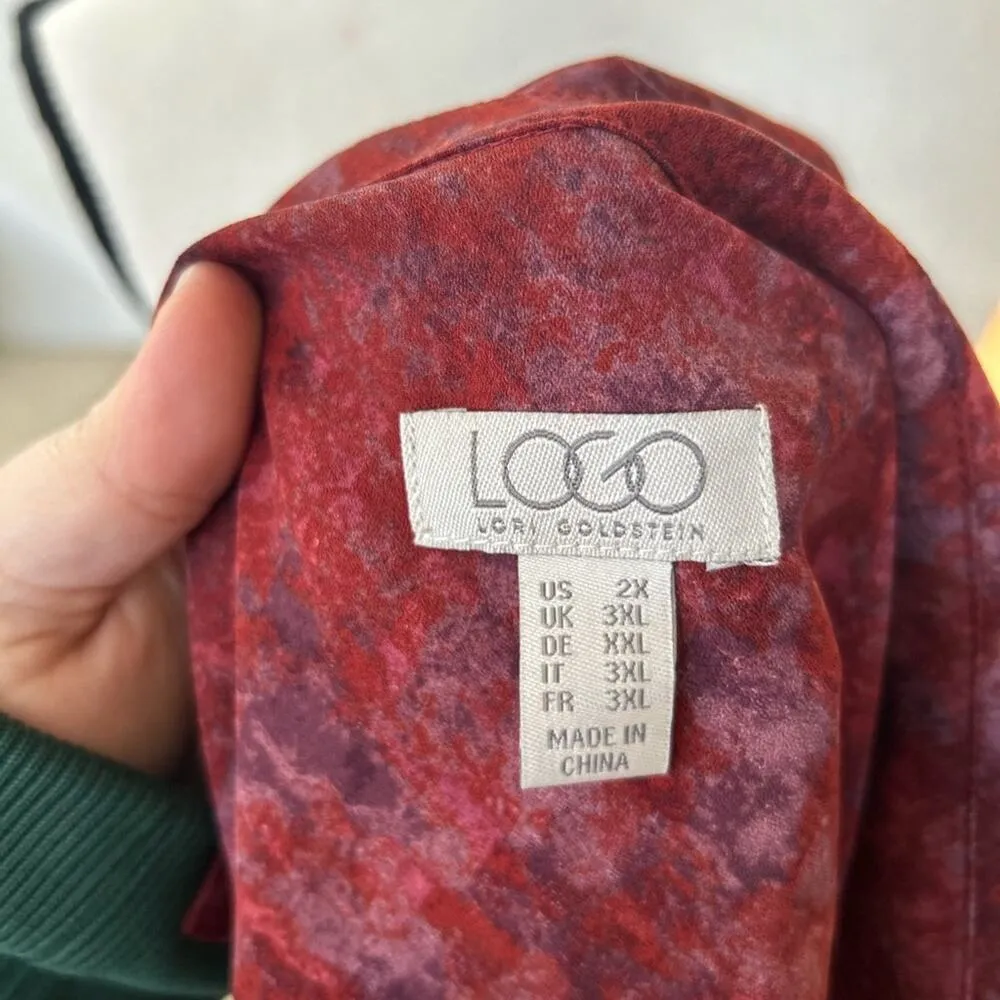 LOGO
LORI GOLDSTEIN
US 2X
UK 3XL
DE XXL
IT 3XL
FR 3XL
MADE IN
CHINA